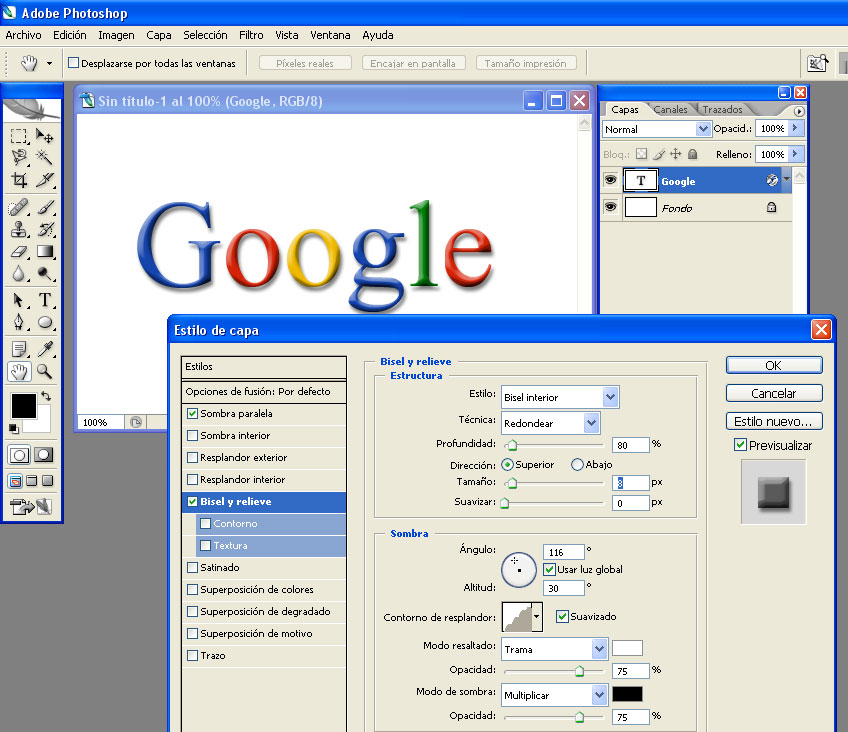 Adobe Photoshop
Archivo Edición Imagen Capa Selección Filtro Vista Ventana Ayuda
Desplazarse por todas las ventanas Píxeles reales Encajar en pantalla Tamaño impresión
Sin título-1 al 100% (Google, RGB/8)
Google
100%
Capas Canales Trazados
Normal Opacid.: 100%
Bloq.: Relleno: 100%
T Google
Fondo
T
Estilo de capa
Estilos
Opciones de fusión: Por defecto
Sombra paralela
Sombra interior
Resplandor exterior
Resplandor interior
Bisel y relieve
Contorno
Textura
Satinado
Superposición de colores
Superposición de degradado
Superposición de motivo
Trazo
Bisel y relieve
Estructura
Estilo: Bisel interior
Técnica: Redondear
Profundidad: 80 %
Dirección: Superior Abajo
Tamaño: 8 px
Suavizar: 0 px
Sombra
Ángulo: 116 °
Usar luz global
Altitud: 30 °
Contorno de resplandor: Suavizado
Modo resaltado: Trama
Opacidad: 75 %
Modo de sombra: Multiplicar
Opacidad: 75 %
OK
Cancelar
Estilo nuevo...
Previsualizar